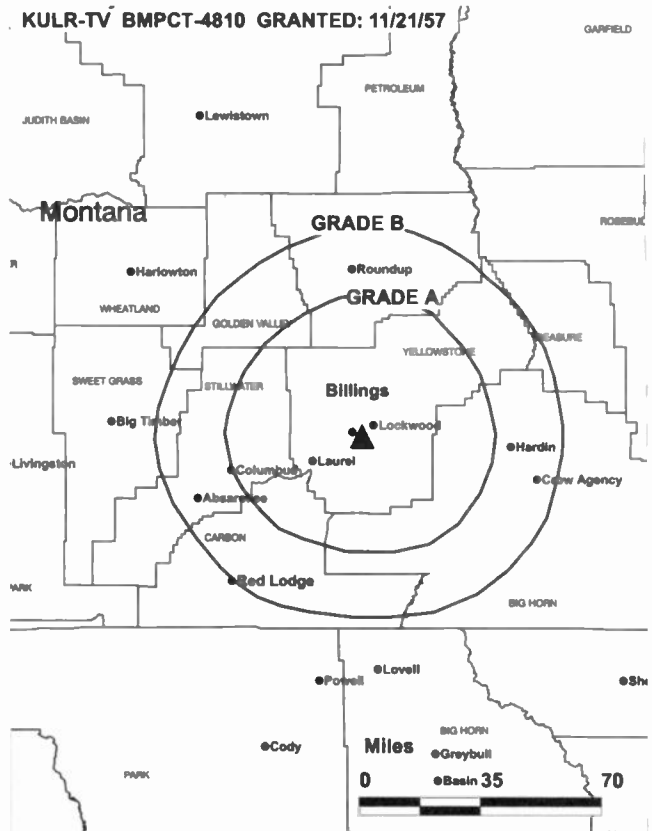 KULR-TV BMPCT-4810 GRANTED: 11/21/57
GARFIELD
PETROLEUM
JUDITH BASIN
Lewistown
Montana
ROSEBUD
GRADE B
Harlowton
Roundup
WHEATLAND
GRADE A
GOLDEN VALLEY
TREASURE
YELLOWSTONE
SWEET GRASS
STILLWATER
Billings
Big Timber
Lockwood
Hardin
Livingston
Columbus
Laurel
Absarokee
Crow Agency
CARBON
PARK
Red Lodge
BIG HORN
Lovell
Powell
She
BIG HORN
Cody
Miles
Greybull
PARK
0
Basin
35
70